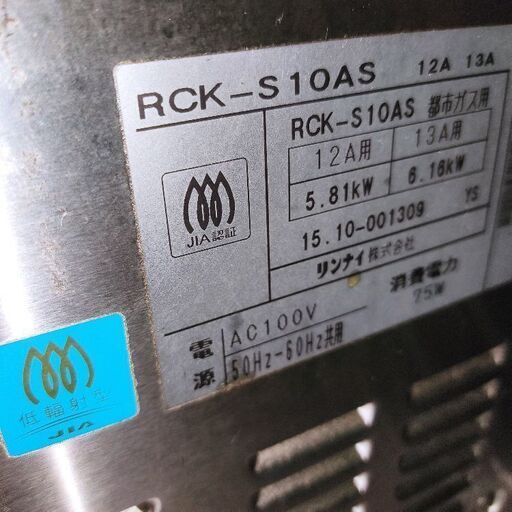 RCK-S10AS 12A 13A
RCK-S10AS 都市ガス用
12A用 13A用
5.81kW 6.16kW
15.10-001309 YS
リンナイ株式会社
JIA認証
電源 AC100V
50Hz-60Hz共用
消費電力
75W
低輻射型
JIA